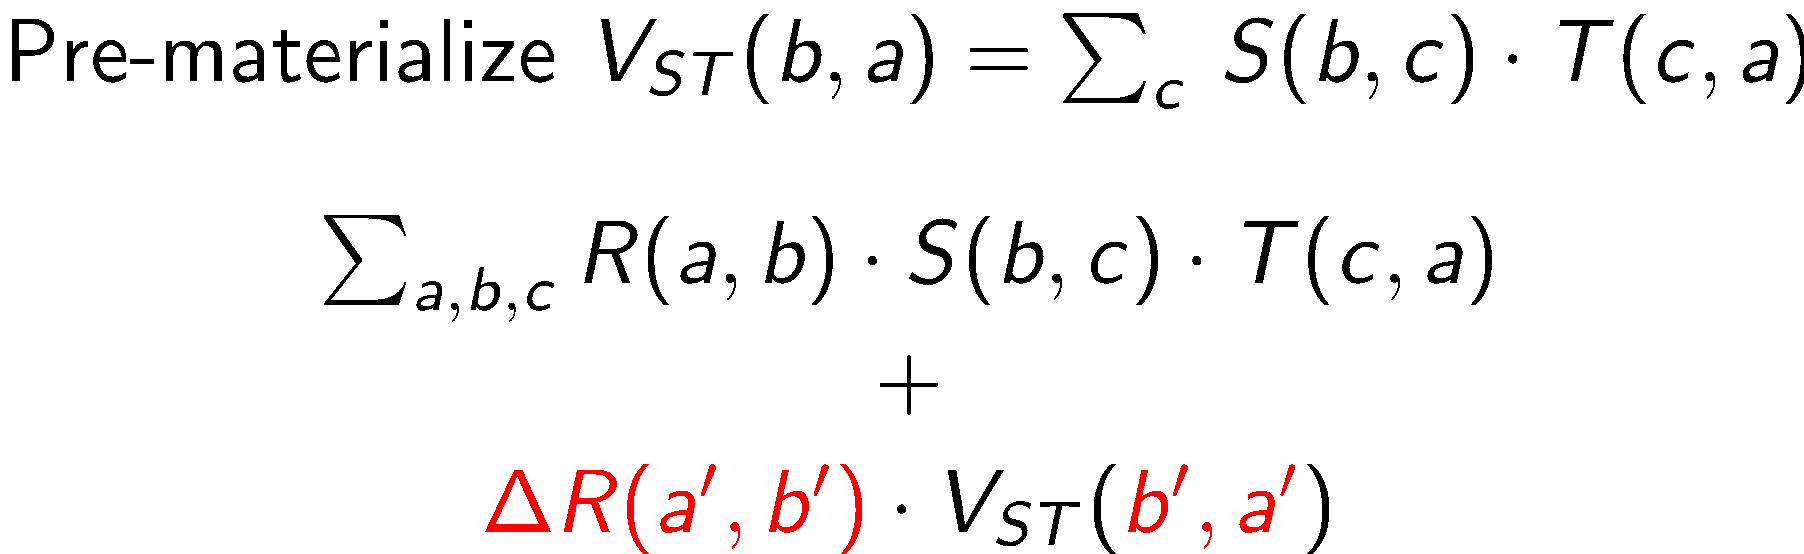 Pre-materialize V_{ST}(b, a) = ∑_c S(b, c) · T(c, a)
∑_{a,b,c} R(a, b) · S(b, c) · T(c, a)
+
ΔR(a′, b′) · V_{ST}(b′, a′)